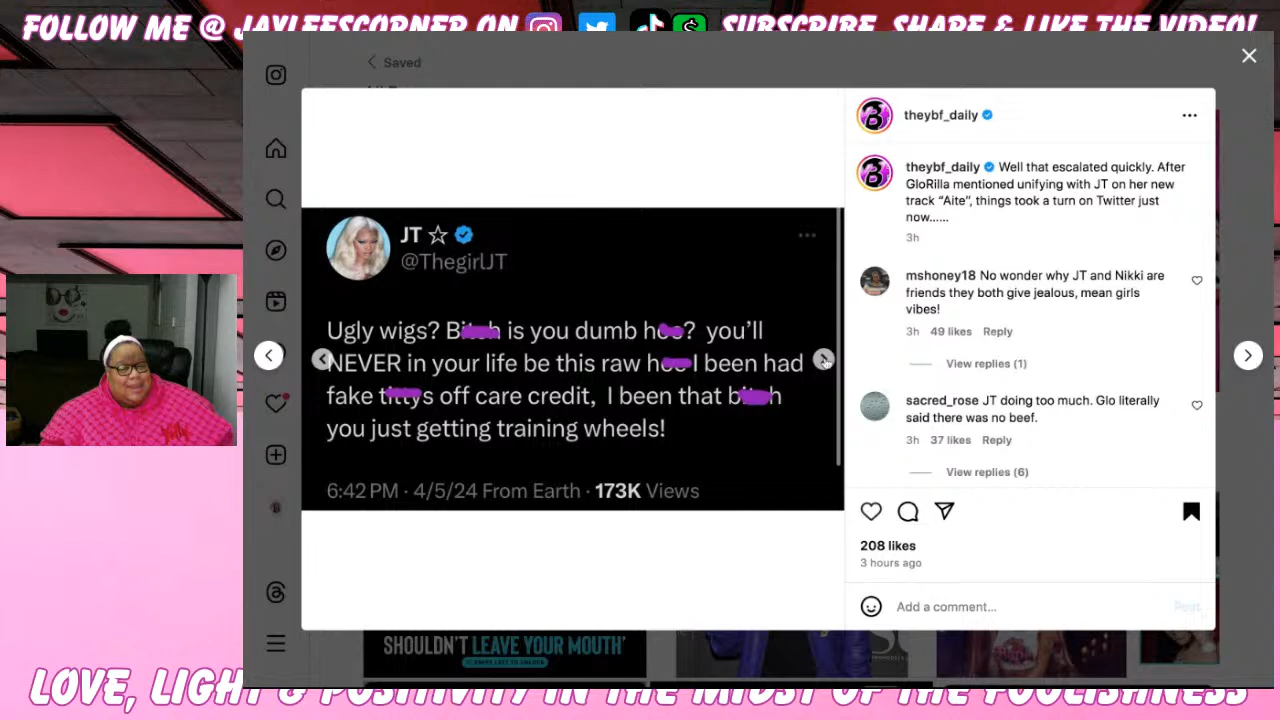 FOLLOW ME @ JAYLEESCORNER ON
SUBSCRIBE, SHARE & LIKE THE VIDEO!
Saved
theybf_daily
theybf_daily Well that escalated quickly. After
GloRilla mentioned unifying with JT on her new
track “Aite”, things took a turn on Twitter just
now......
3h
JT ☆
@ThegirlJT
Ugly wigs? B h is you dumb h ? you’ll
NEVER in your life be this raw h I been had
fake t ys off care credit, I been that b h
you just getting training wheels!
6:42 PM · 4/5/24 From Earth · 173K Views
mshoney18 No wonder why JT and Nikki are
friends they both give jealous, mean girls
vibes!
3h 49 likes Reply
View replies (1)
sacred_rose JT doing too much. Glo literally
said there was no beef.
3h 37 likes Reply
View replies (6)
208 likes
3 hours ago
Add a comment...
Post
SHOULDN'T LEAVE YOUR MOUTH'
LOVE, LIGHT & POSITIVITY IN THE MIDST OF THE FOOLISHNESS